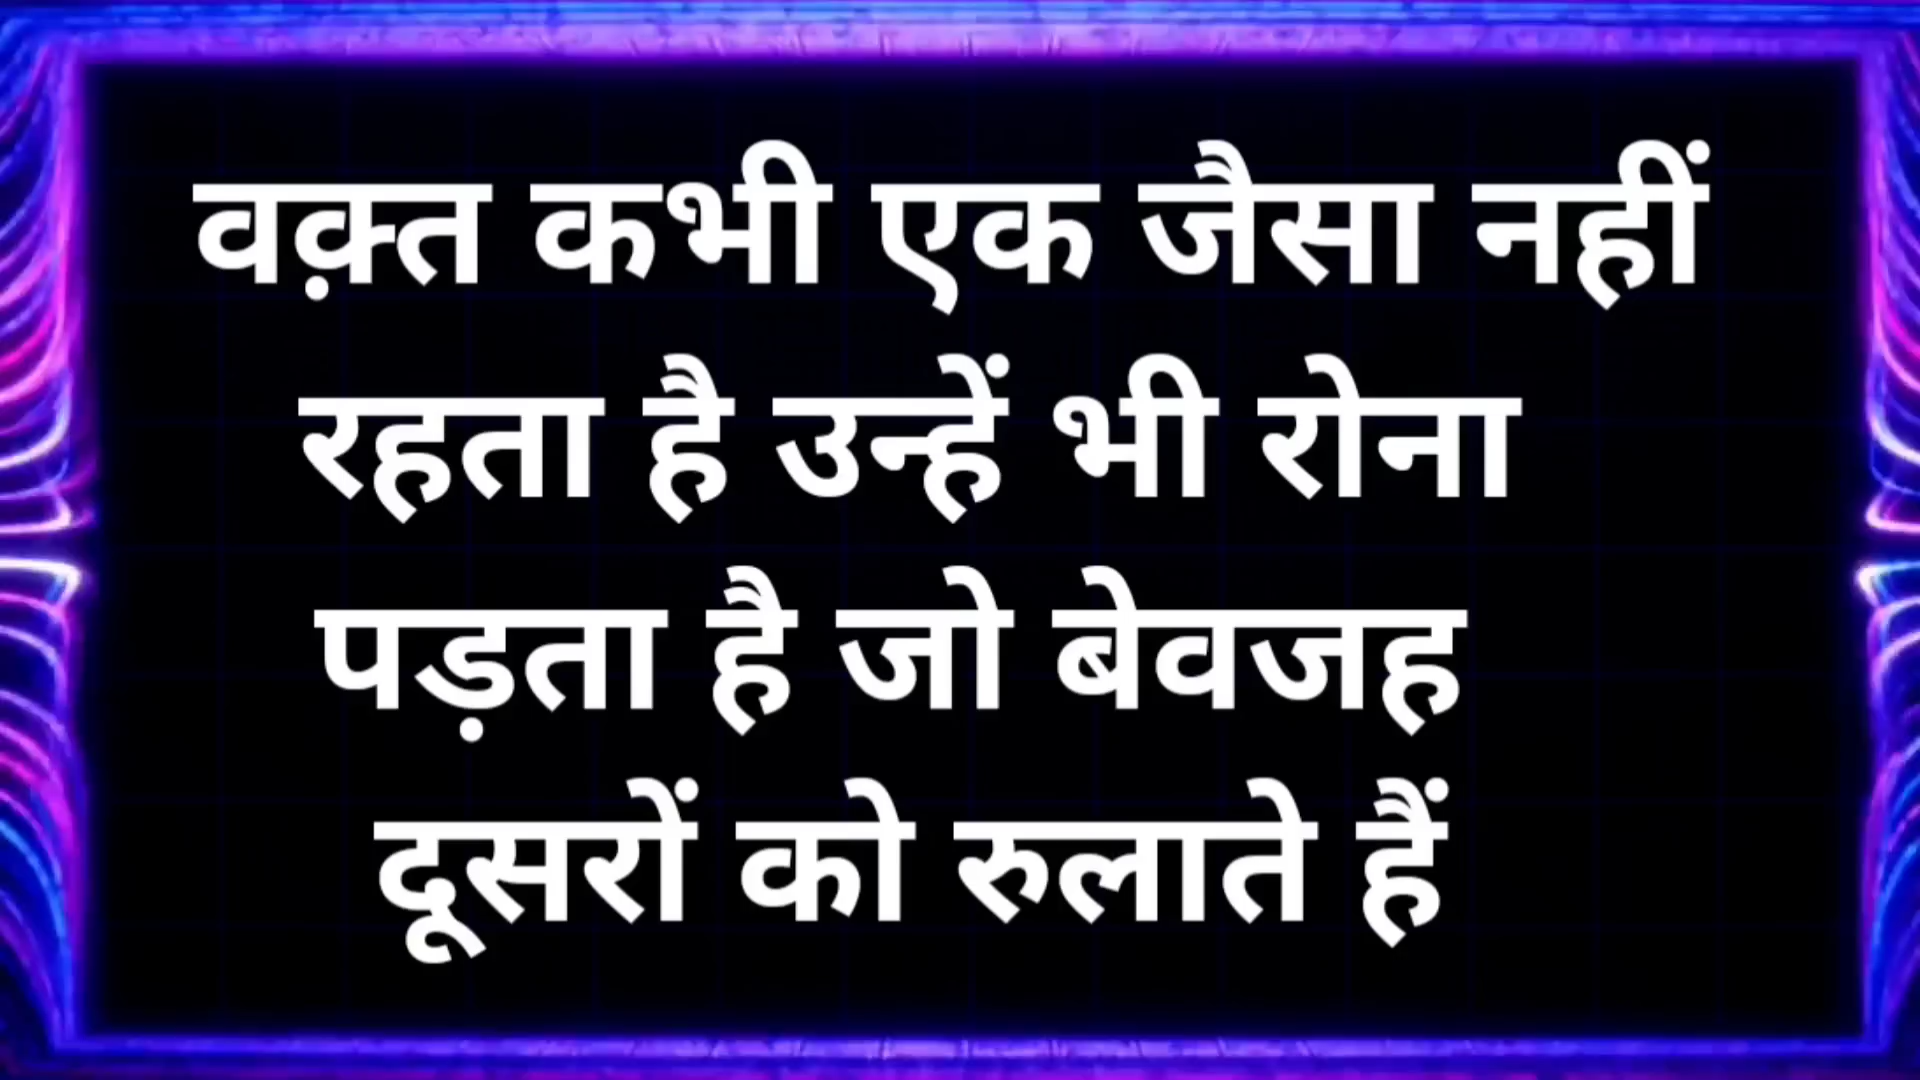 वक़्त कभी एक जैसा नहीं
रहता है उन्हें भी रोना
पड़ता है जो बेवजह
दूसरों को रुलाते हैं